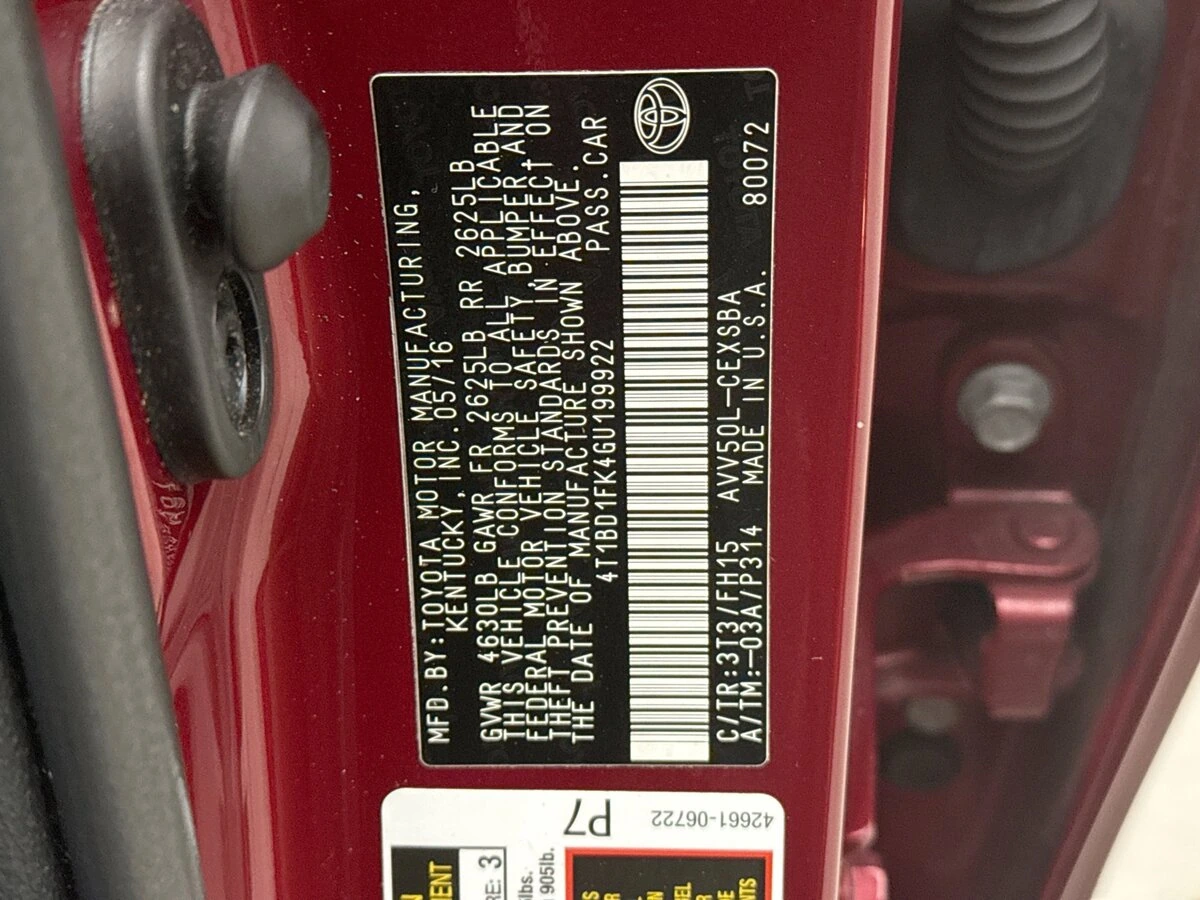 MFD.BY:TOYOTA MOTOR MANUFACTURING,
KENTUCKY, INC.05/16
GVWR 4630LB GAWR FR 2625LB RR 2625LB
THIS VEHICLE CONFORMS TO ALL APPLICABLE
FEDERAL MOTOR VEHICLE SAFETY, BUMPER, AND
THEFT PREVENTION STANDARDS IN EFFECT ON
THE DATE OF MANUFACTURE SHOWN ABOVE.
4T1BD1FK4GU199922 PASS.CAR
C/TR:3T3/FH15 AVV50L-CEXSBA 80072
A/TM:-03A/P314 MADE IN U.S.A.
P7
42661-06722
3
905lb.